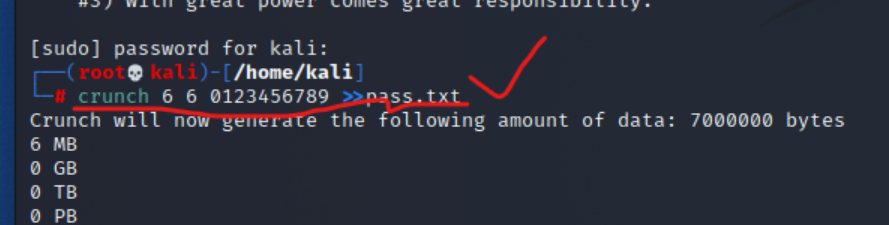 #3) With great power comes great responsibility.
[sudo] password for kali:
(root💀kali)-[/home/kali]
# crunch 6 6 0123456789 >>pass.txt
Crunch will now generate the following amount of data: 7000000 bytes
6 MB
0 GB
0 TB
0 PB